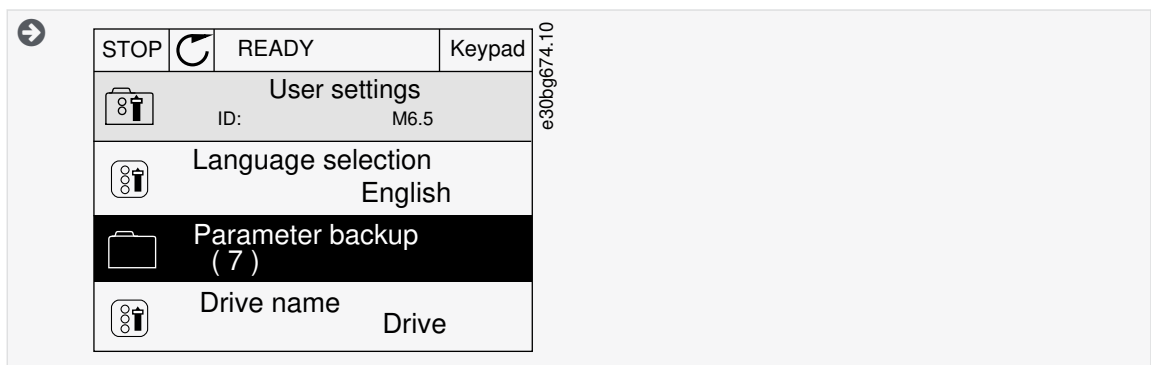 STOP READY Keypad
User settings
ID: M6.5
Language selection
English
Parameter backup
( 7 )
Drive name
Drive
e30bg674.10